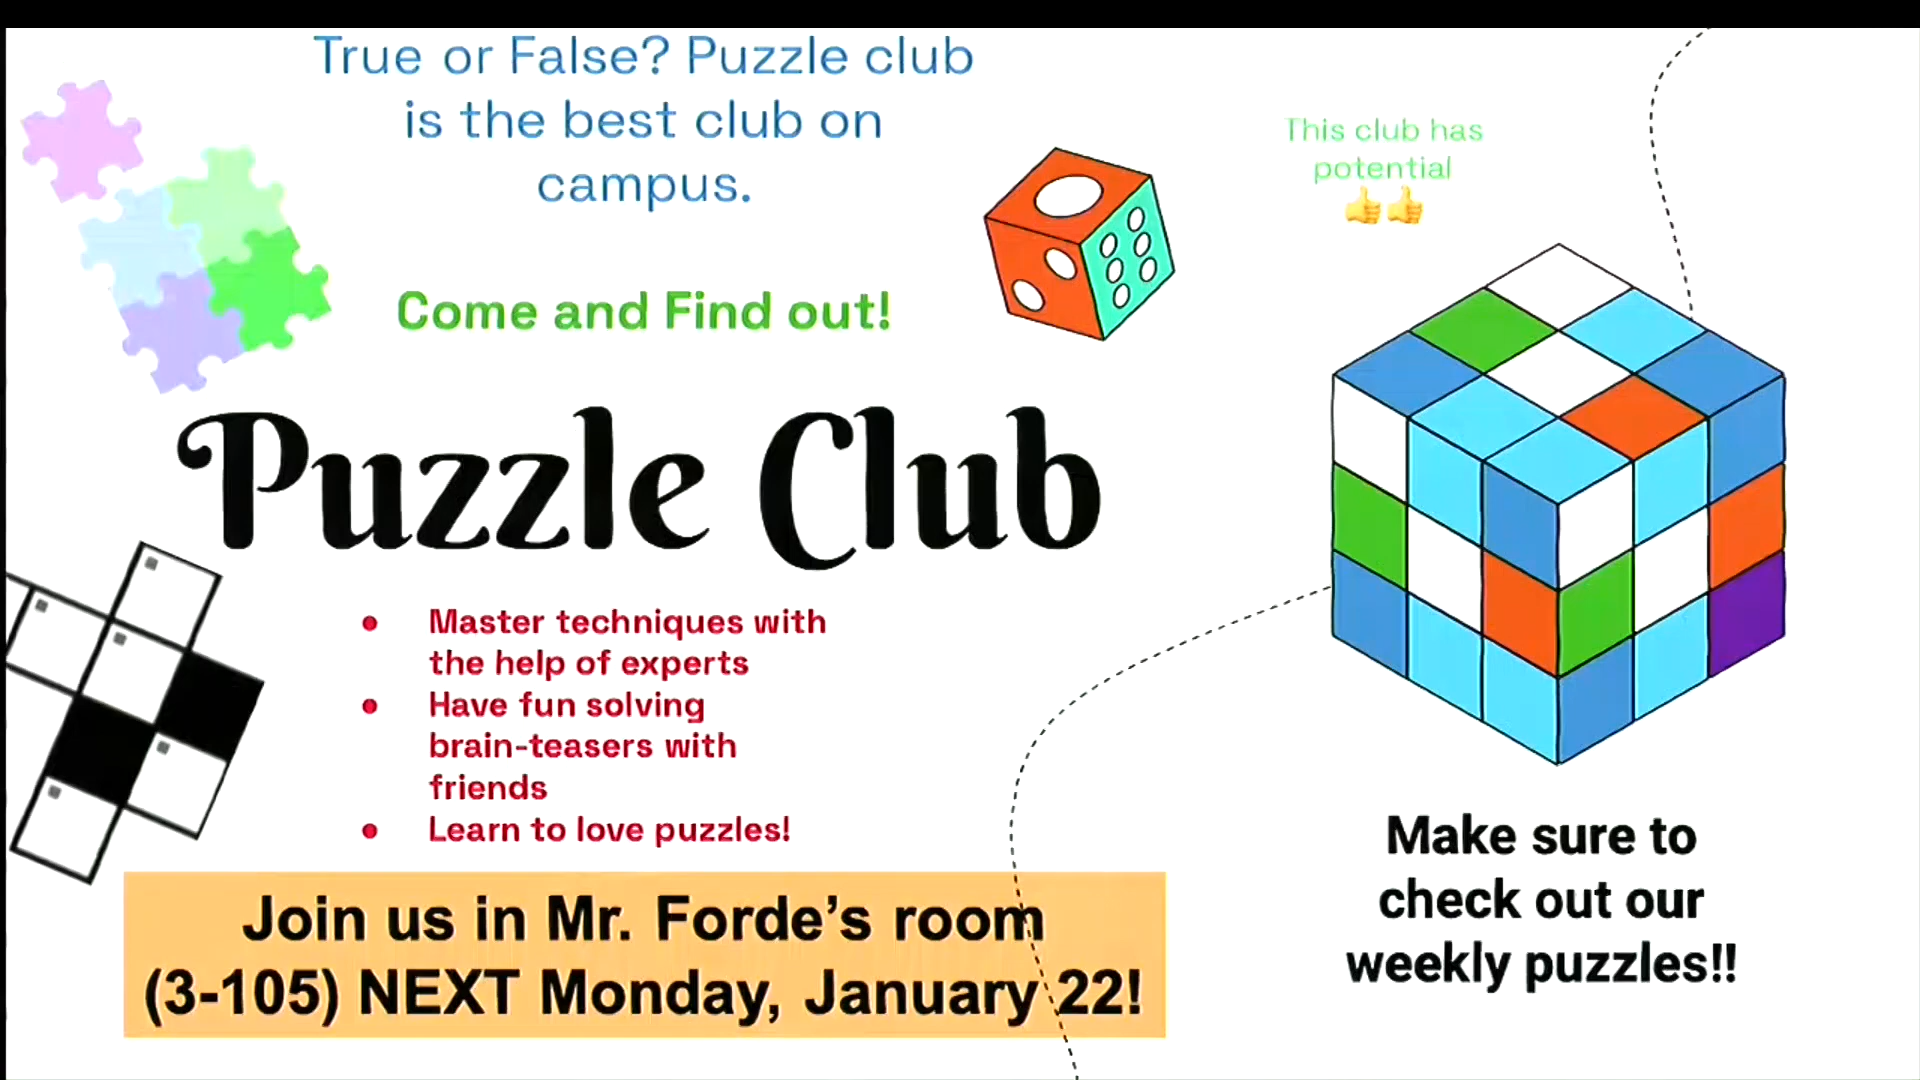 True or False? Puzzle club
is the best club on
campus.
This club has
potential
👍👍
Come and Find out!
Puzzle Club
● Master techniques with
the help of experts
● Have fun solving
brain-teasers with
friends
● Learn to love puzzles!
Join us in Mr. Forde’s room
(3-105) NEXT Monday, January 22!
Make sure to
check out our
weekly puzzles!!